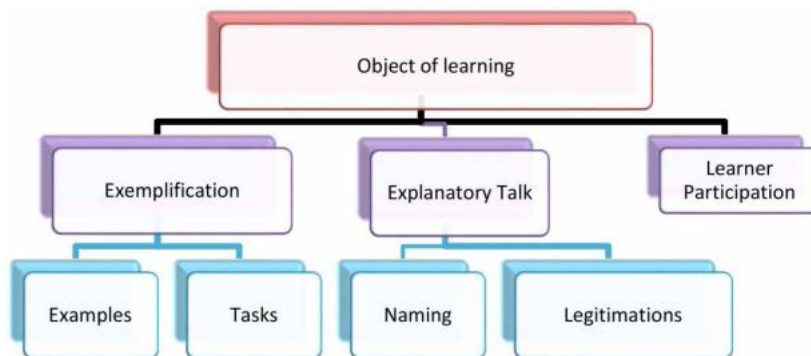 Object of learning
Exemplification
Explanatory Talk
Learner
Participation
Examples
Tasks
Naming
Legitimations